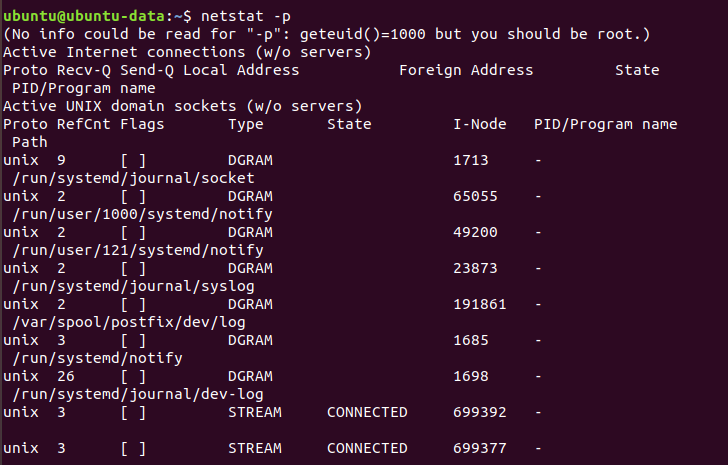 ubuntu@ubuntu-data:~$ netstat -p
(No info could be read for "-p": geteuid()=1000 but you should be root.)
Active Internet connections (w/o servers)
Proto Recv-Q Send-Q Local Address           Foreign Address         State
 PID/Program name
Active UNIX domain sockets (w/o servers)
Proto RefCnt Flags       Type       State         I-Node   PID/Program name
 Path
unix  9      [ ]         DGRAM                    1713     -
 /run/systemd/journal/socket
unix  2      [ ]         DGRAM                    65055    -
 /run/user/1000/systemd/notify
unix  2      [ ]         DGRAM                    49200    -
 /run/user/121/systemd/notify
unix  2      [ ]         DGRAM                    23873    -
 /run/systemd/journal/syslog
unix  2      [ ]         DGRAM                    191861   -
 /var/spool/postfix/dev/log
unix  3      [ ]         DGRAM                    1685     -
 /run/systemd/notify
unix  26     [ ]         DGRAM                    1698     -
 /run/systemd/journal/dev-log
unix  3      [ ]         STREAM     CONNECTED     699392   -
unix  3      [ ]         STREAM     CONNECTED     699377   -